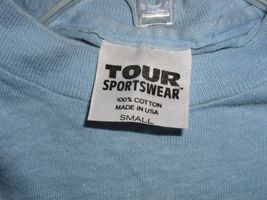 TOUR
SPORTSWEAR
100% COTTON
MADE IN USA
SMALL